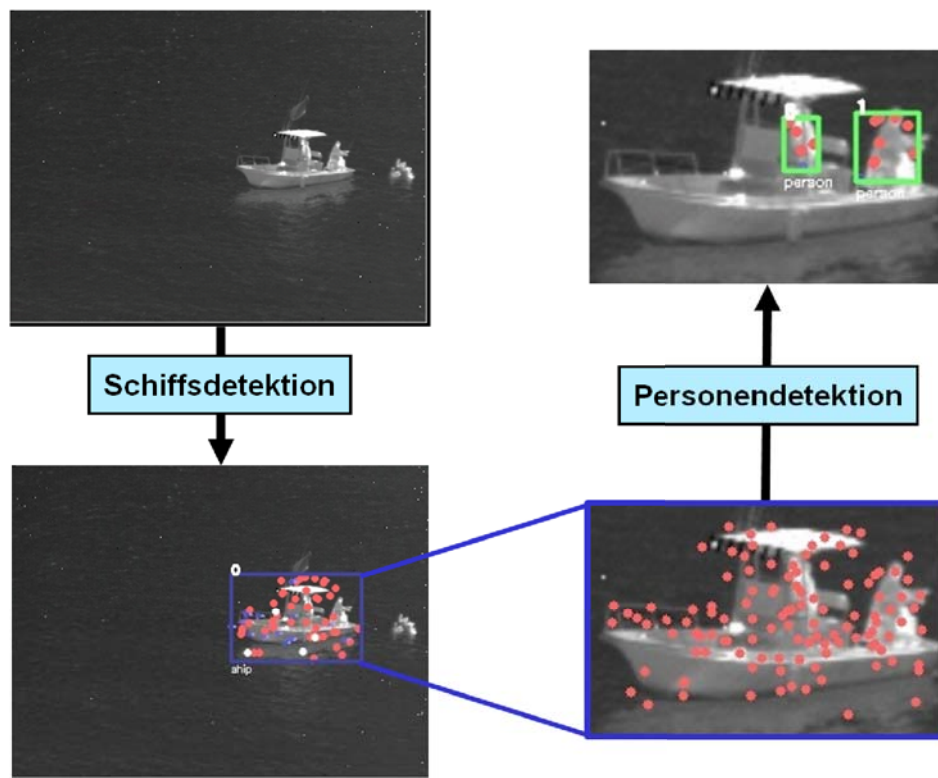 Schiffsdetektion
0
ship
Personendetektion
1
person
person